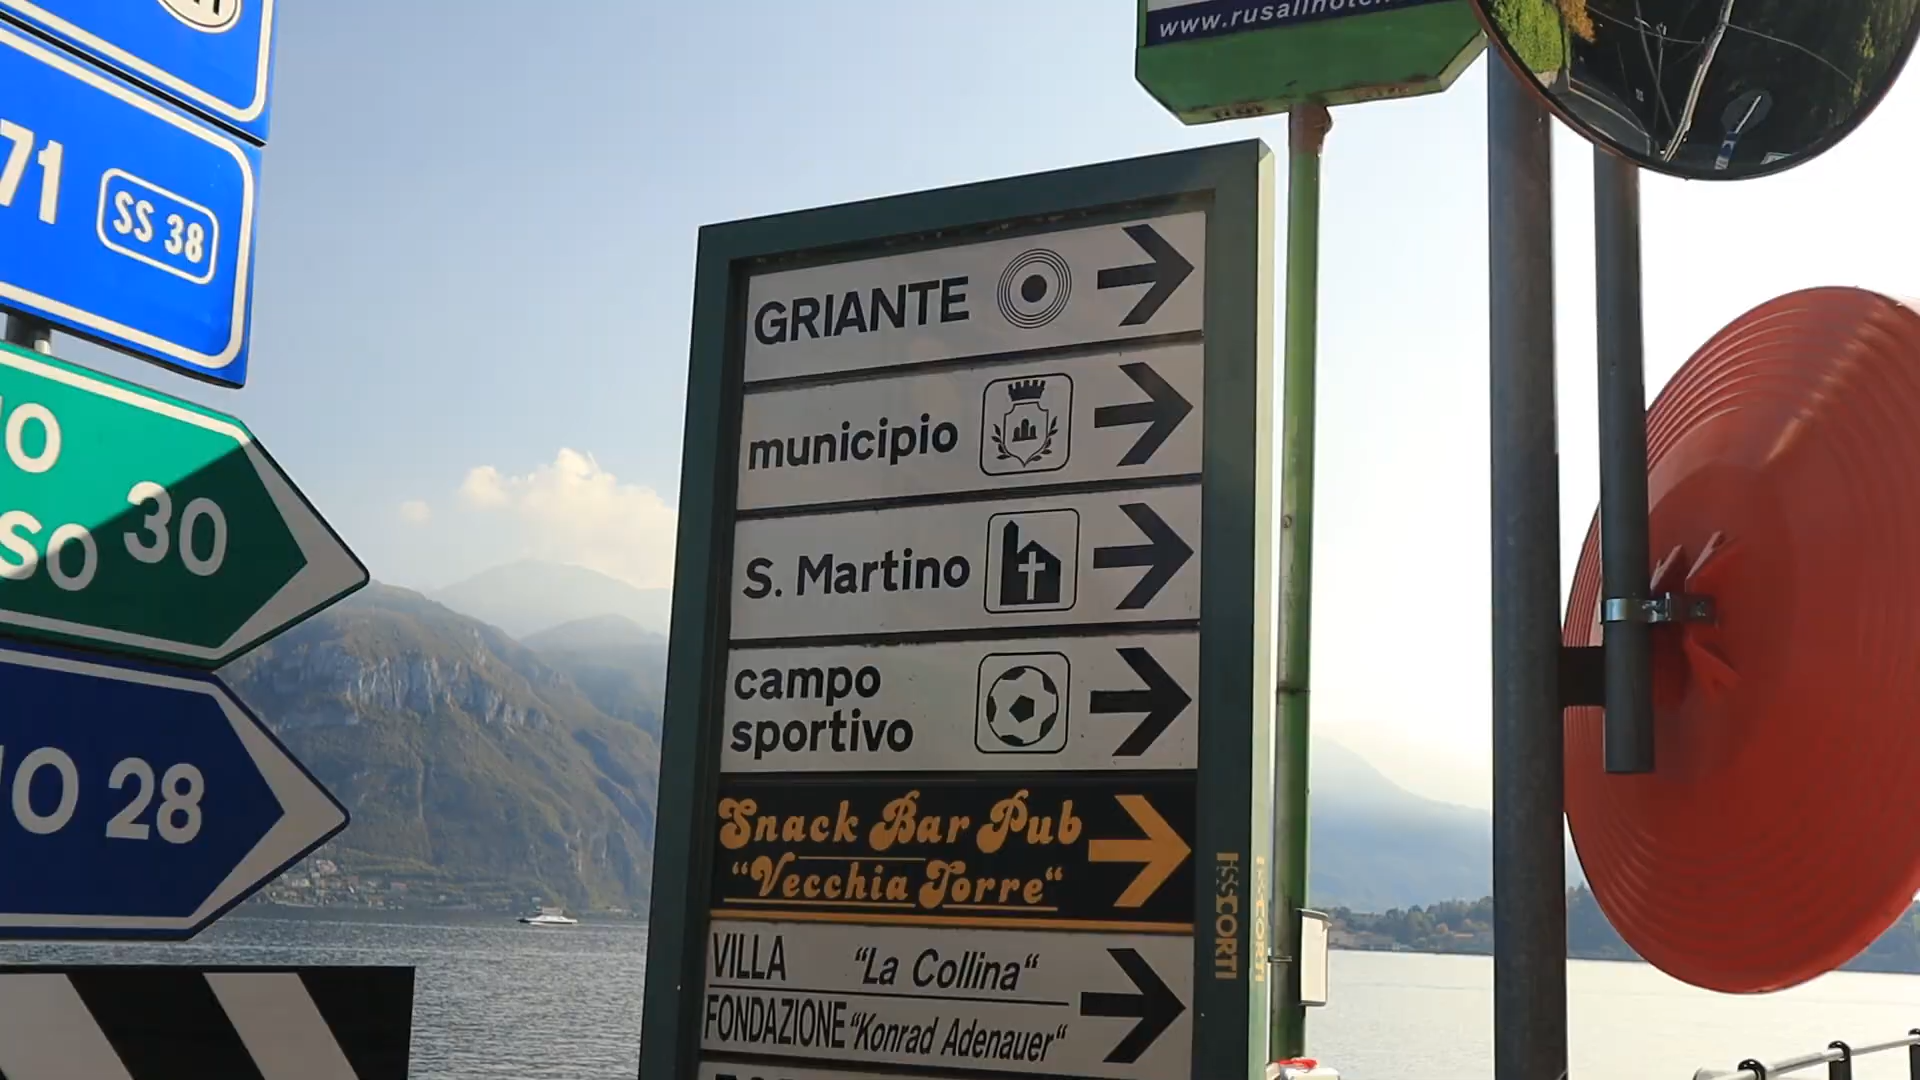 71 SS 38
30
28
www.rusallhotel
GRIANTE
municipio
S. Martino
campo
sportivo
Snack Bar Pub
“Vecchia Torre“
VILLA “La Collina“
FONDAZIONE “Konrad Adenauer“